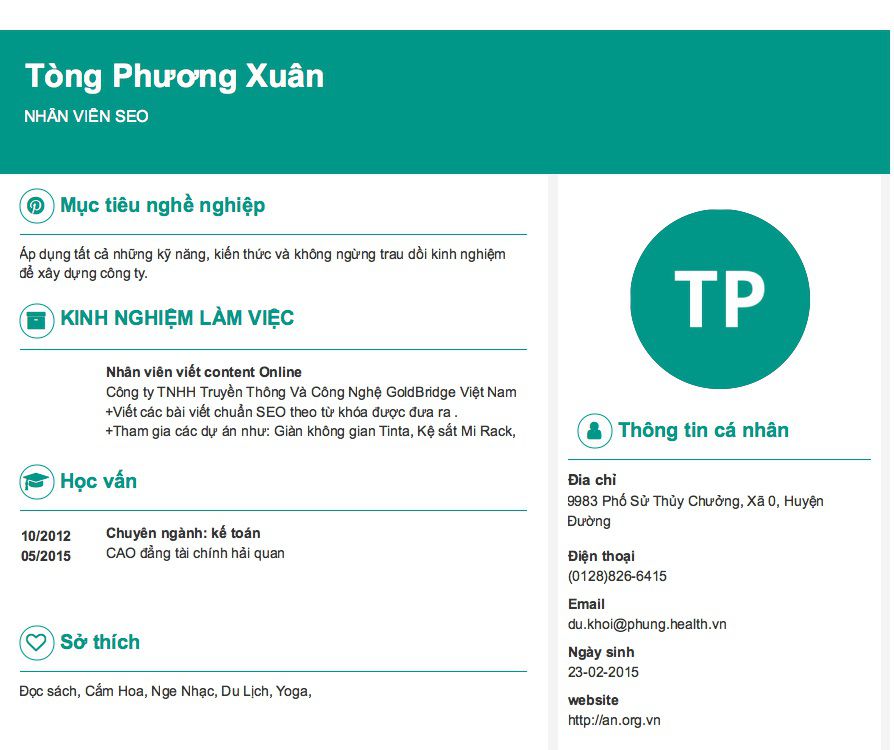 Tòng Phương Xuân
NHÂN VIÊN SEO
Mục tiêu nghề nghiệp
Áp dụng tất cả những kỹ năng, kiến thức và không ngừng trau dồi kinh nghiệm
để xây dựng công ty.
KINH NGHIỆM LÀM VIỆC
Nhân viên viết content Online
Công ty TNHH Truyền Thông Và Công Nghệ GoldBridge Việt Nam
+Viết các bài viết chuẩn SEO theo từ khóa được đưa ra .
+Tham gia các dự án như: Giàn không gian Tinta, Kệ sắt Mi Rack,
Học vấn
10/2012 Chuyên ngành: kế toán
05/2015 CAO đẳng tài chính hải quan
Sở thích
Đọc sách, Cắm Hoa, Nge Nhạc, Du Lịch, Yoga,
TP
Thông tin cá nhân
Đia chỉ
9983 Phố Sử Thủy Chưởng, Xã 0, Huyện
Đường
Điện thoại
(0128)826-6415
Email
du.khoi@phung.health.vn
Ngày sinh
23-02-2015
website
http://an.org.vn